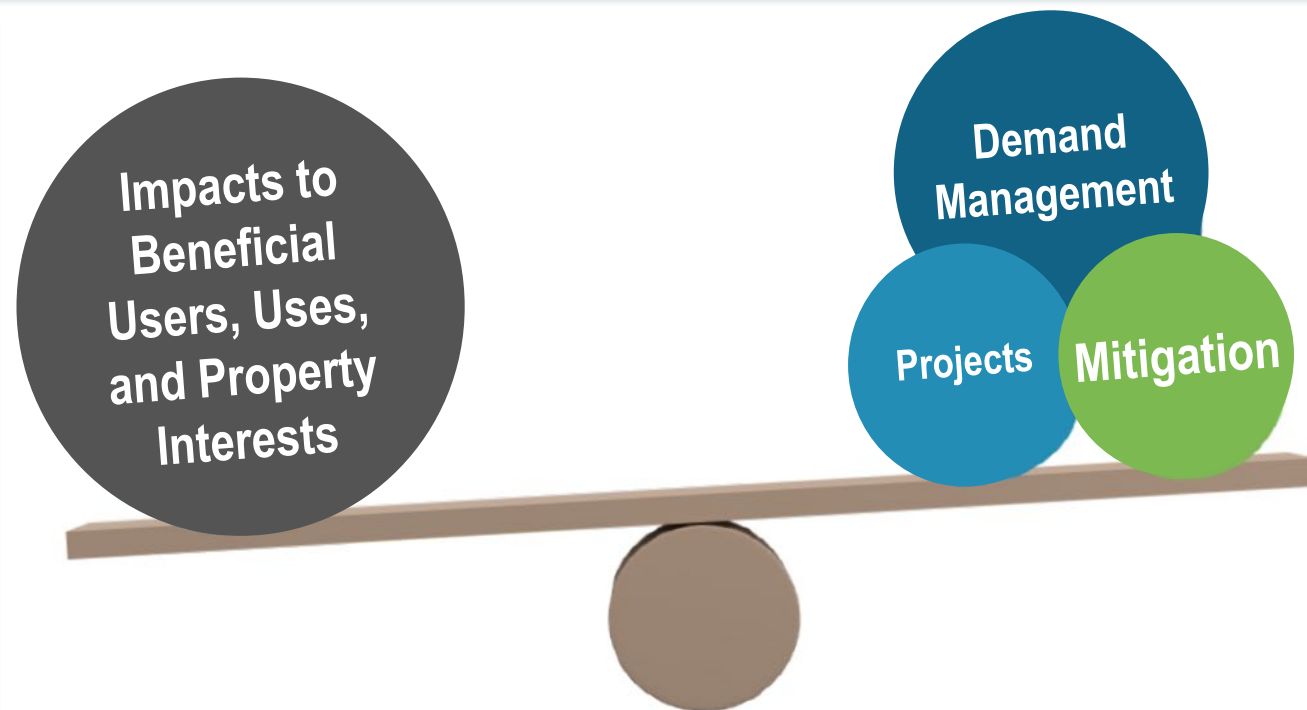 Impacts to
Beneficial
Users, Uses,
and Property
Interests
Demand
Management
Projects
Mitigation